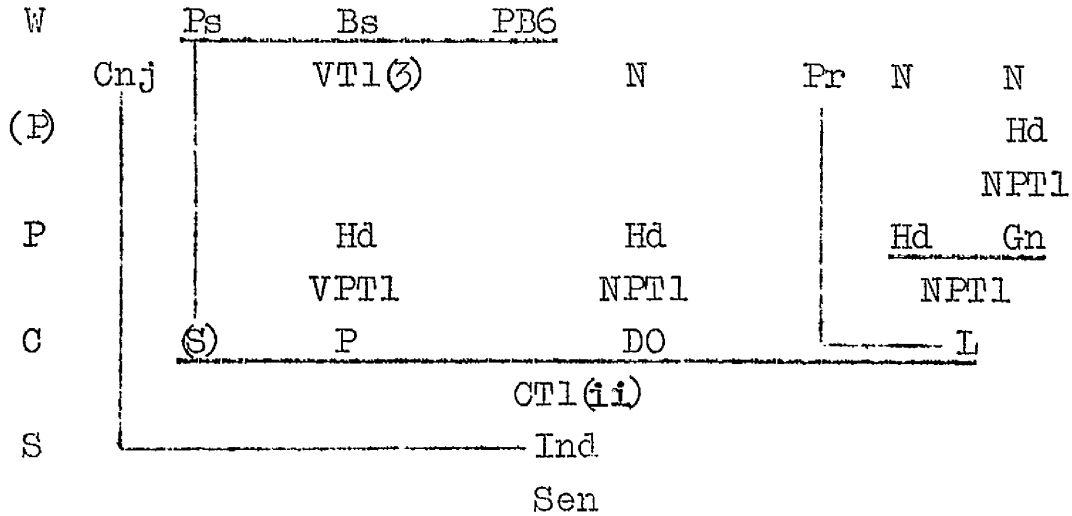 W Ps Bs PB6
Cnj VT1(3) N Pr N N
(P) Hd
NPT1
P Hd Hd Hd Gn
VPT1 NPT1 NPT1
C (S) P DO L
CT1(ii)
S Ind
Sen